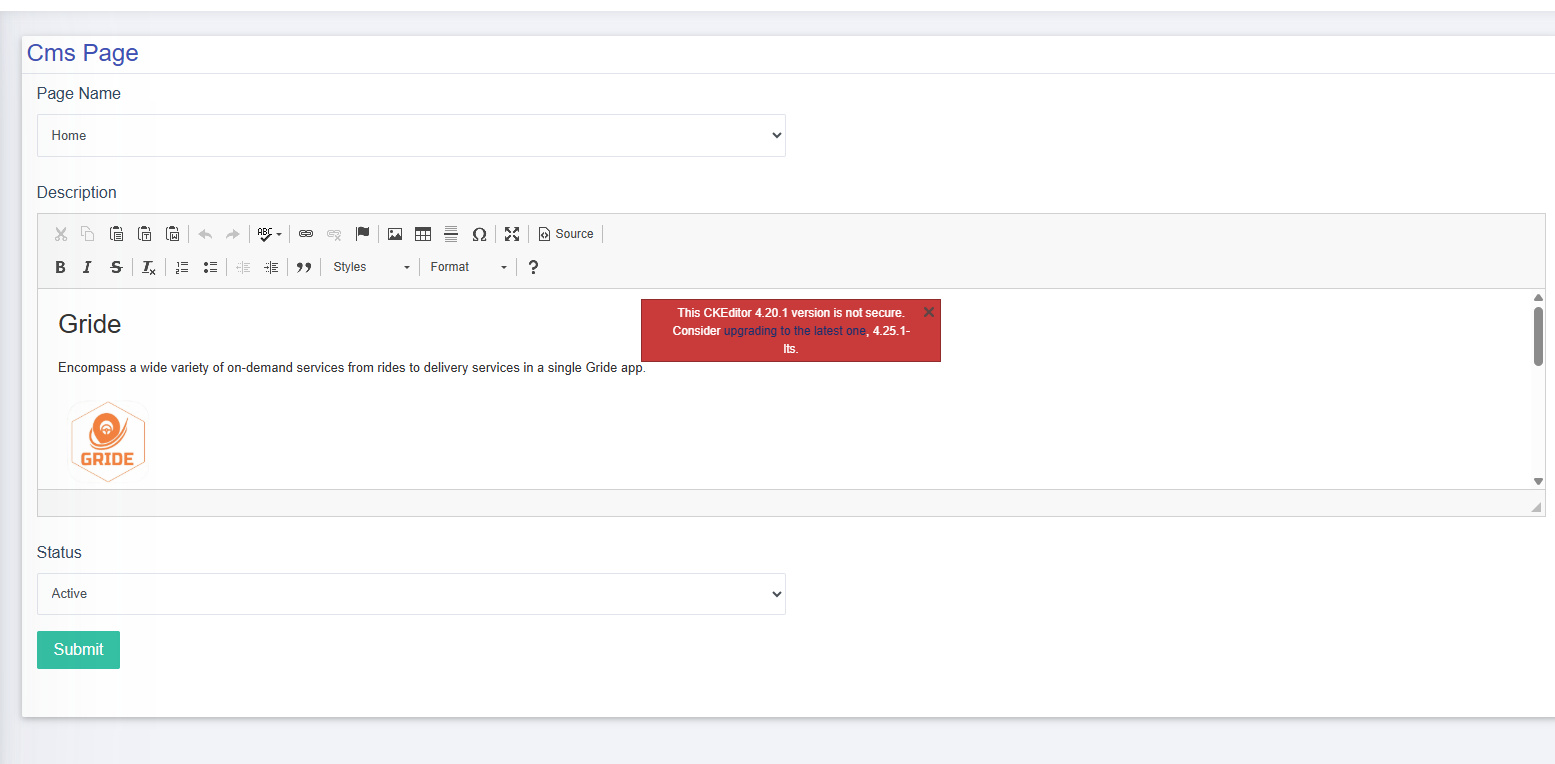 Cms Page
Page Name
Home
Description
ABC
Source
B I S Tx
Styles
Format
?
This CKEditor 4.20.1 version is not secure.
Consider upgrading to the latest one, 4.25.1-
lts.
Gride
Encompass a wide variety of on-demand services from rides to delivery services in a single Gride app.
GRIDE
Status
Active
Submit